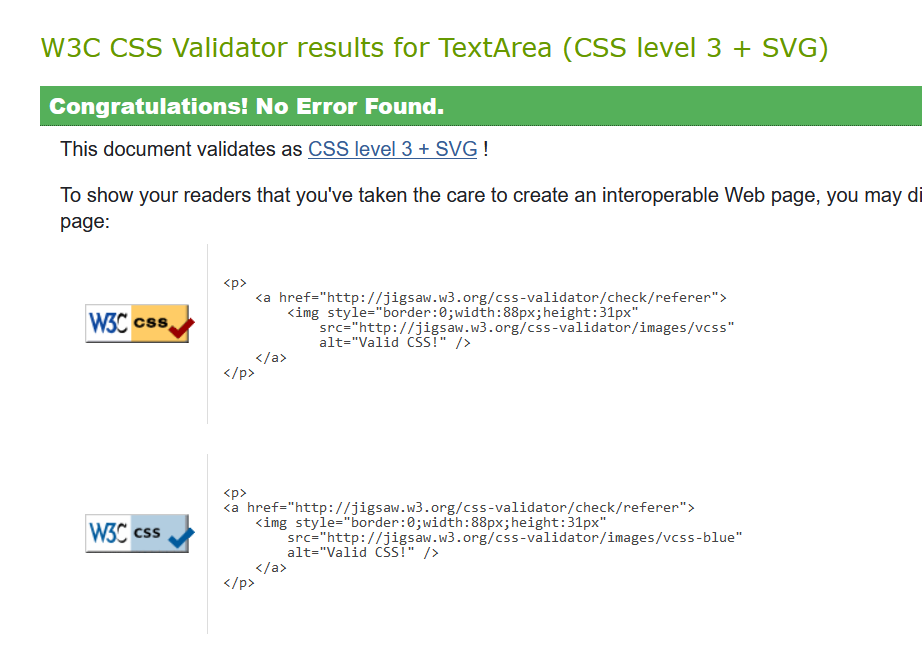 W3C CSS Validator results for TextArea (CSS level 3 + SVG)
Congratulations! No Error Found.
This document validates as CSS level 3 + SVG !
To show your readers that you've taken the care to create an interoperable Web page, you may di
page:
<p>
<a href="http://jigsaw.w3.org/css-validator/check/referer">
<img style="border:0;width:88px;height:31px"
W3C css
src="http://jigsaw.w3.org/css-validator/images/vcss"
alt="Valid CSS!" />
</a>
</p>
<p>
<a href="http://jigsaw.w3.org/css-validator/check/referer">
<img style="border:0;width:88px;height:31px"
W3C css
src="http://jigsaw.w3.org/css-validator/images/vcss-blue"
alt="Valid CSS!" />
</a>
</p>